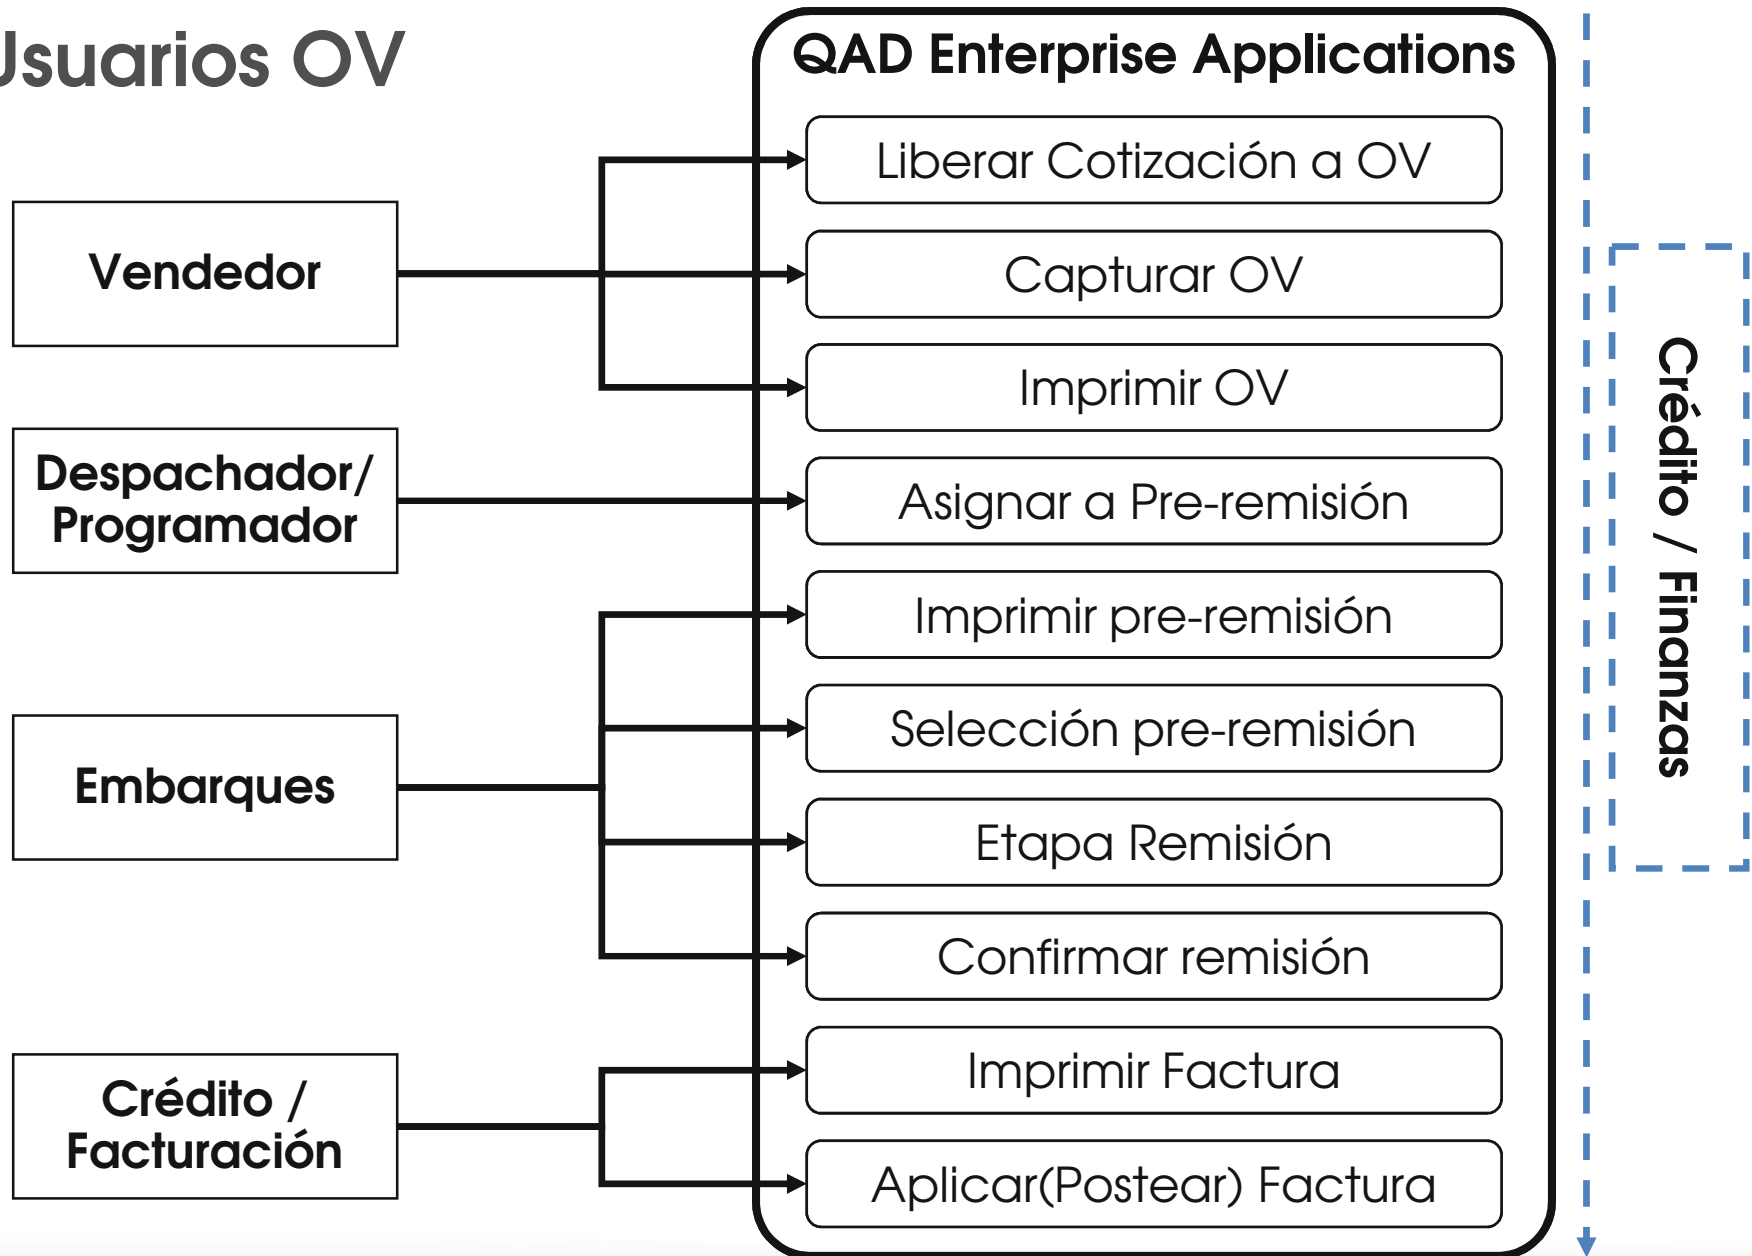 Usuarios OV
QAD Enterprise Applications
Vendedor
Liberar Cotización a OV
Capturar OV
Imprimir OV
Despachador/
Programador
Asignar a Pre-remisión
Embarques
Imprimir pre-remisión
Selección pre-remisión
Etapa Remisión
Confirmar remisión
Crédito /
Facturación
Imprimir Factura
Aplicar(Postear) Factura
Crédito / Finanzas